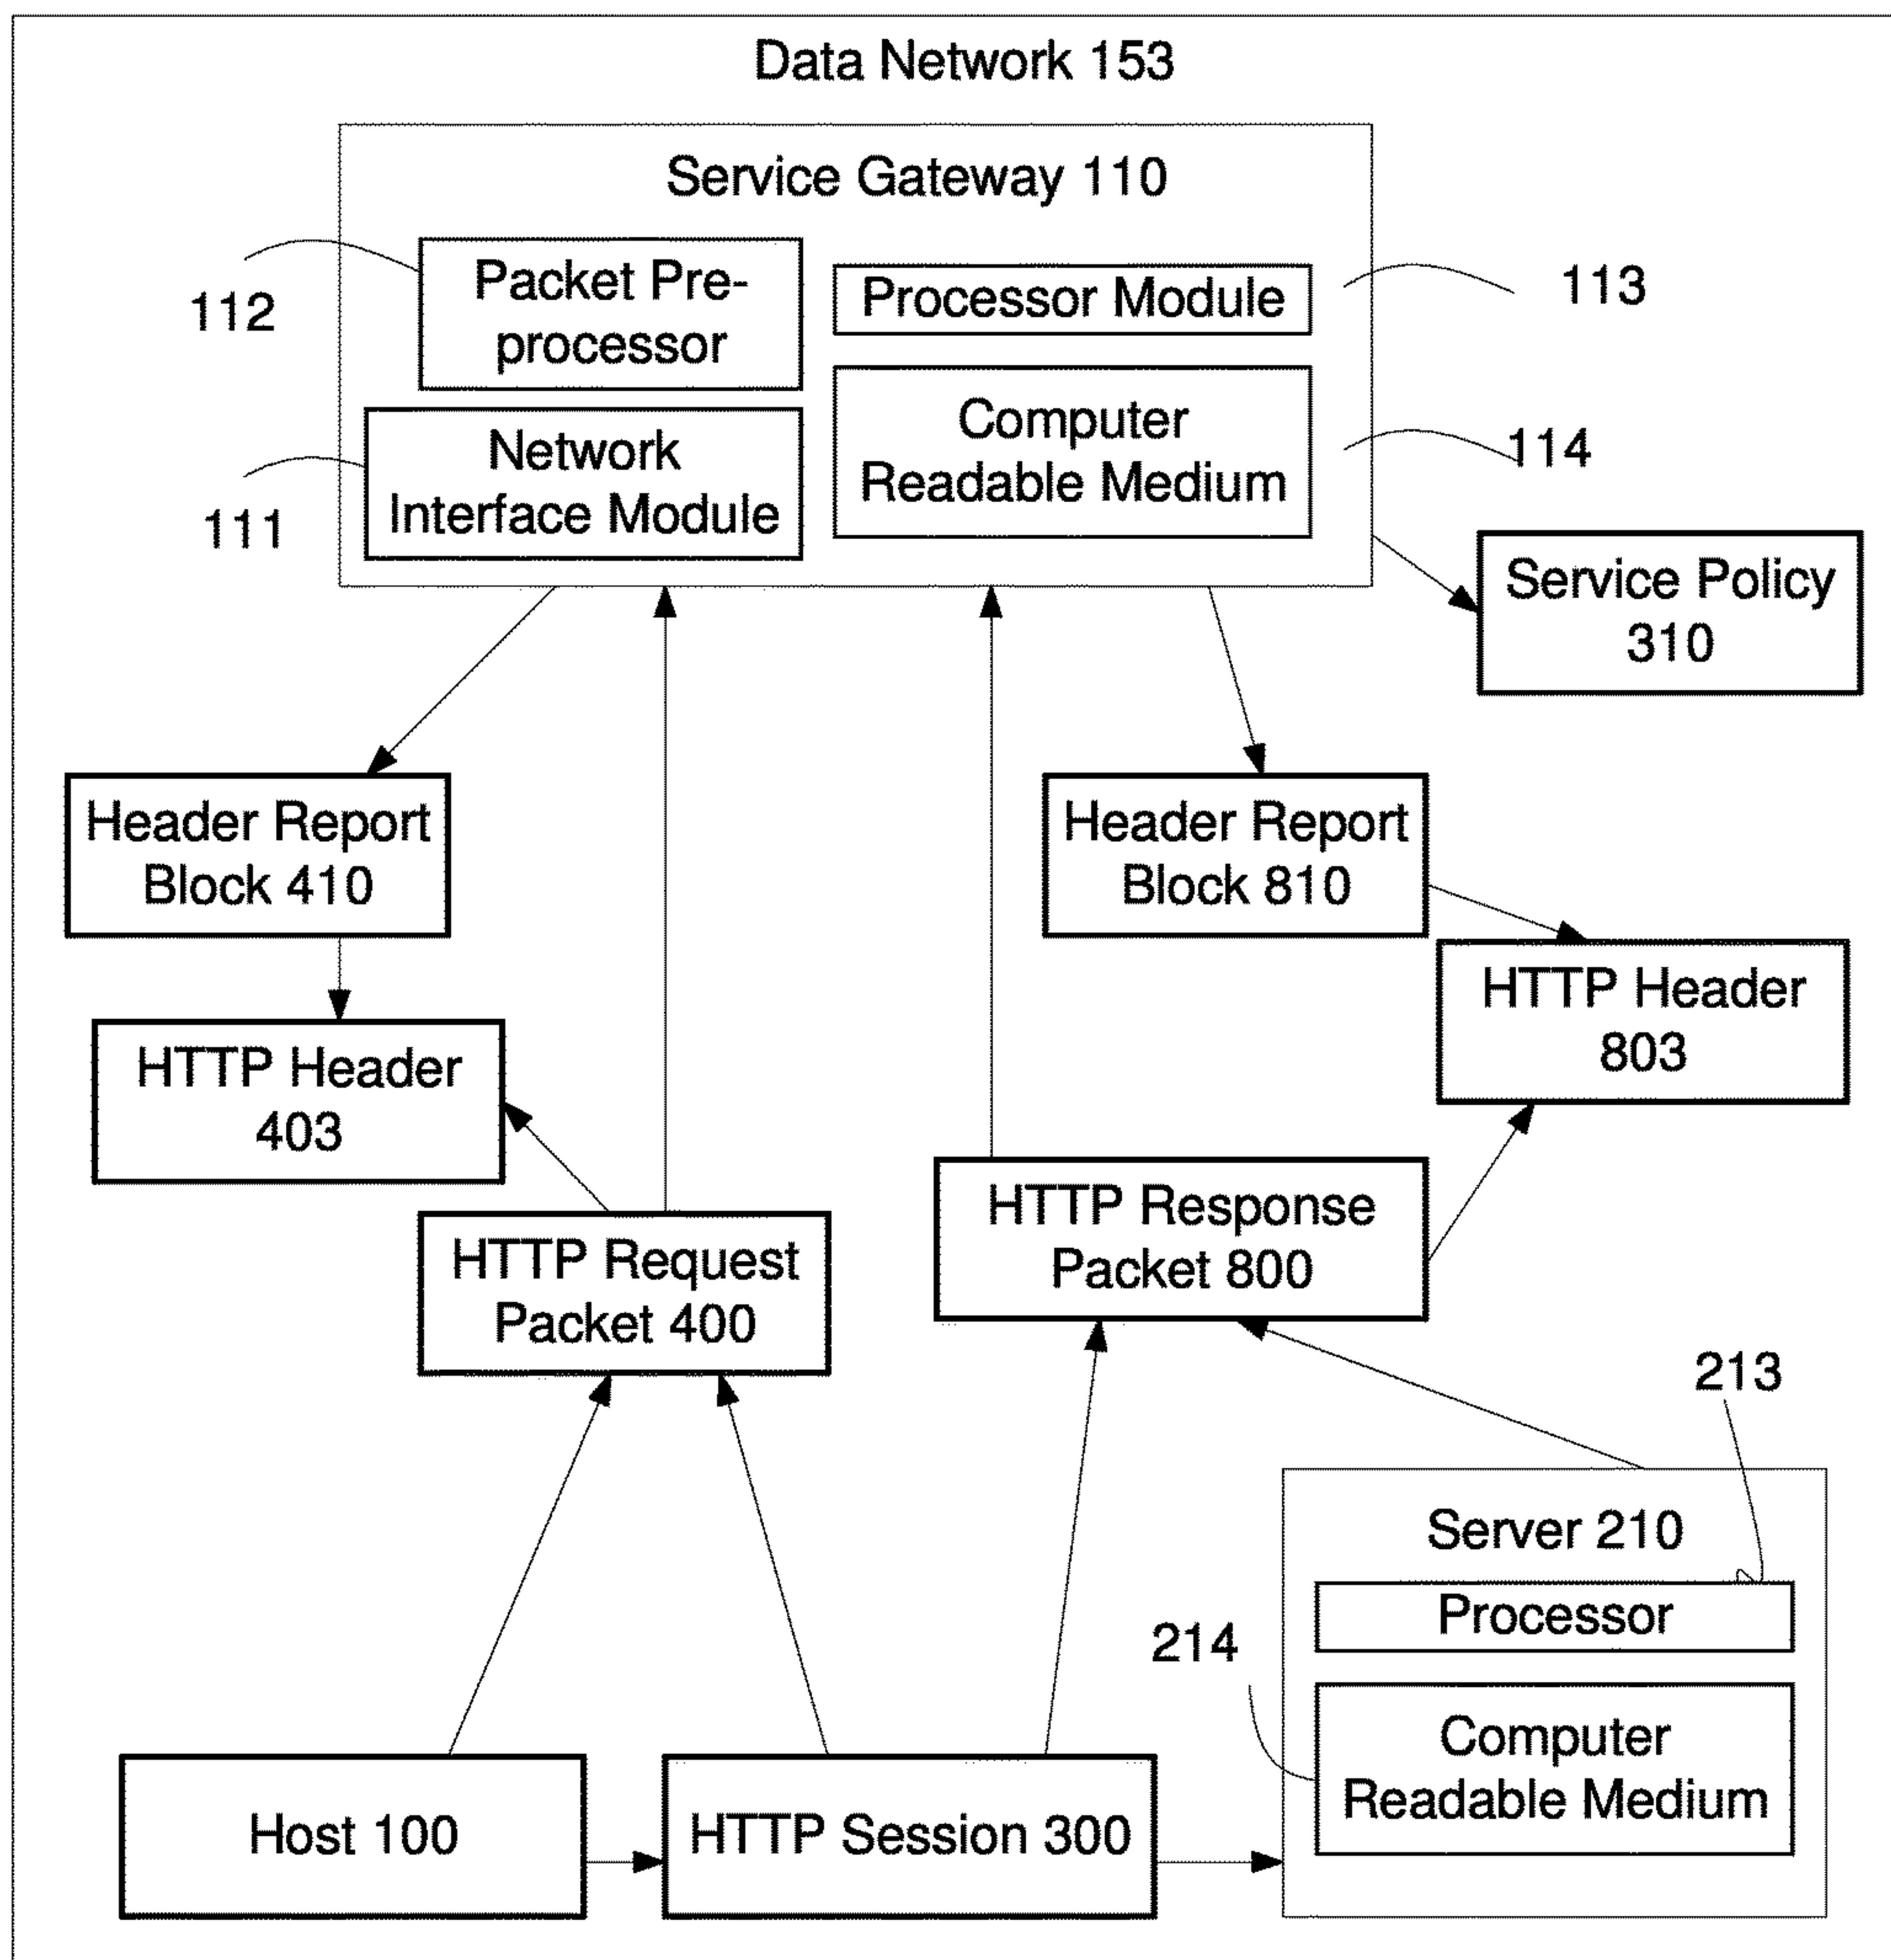 Data Network 153
Service Gateway 110
112
Packet Pre-
processor
Processor Module
113
111
Network
Interface Module
Computer
Readable Medium
114
Service Policy
310
Header Report
Block 410
Header Report
Block 810
HTTP Header
403
HTTP Header
803
HTTP Request
Packet 400
HTTP Response
Packet 800
213
Server 210
Processor
214
Computer
Readable Medium
Host 100
HTTP Session 300